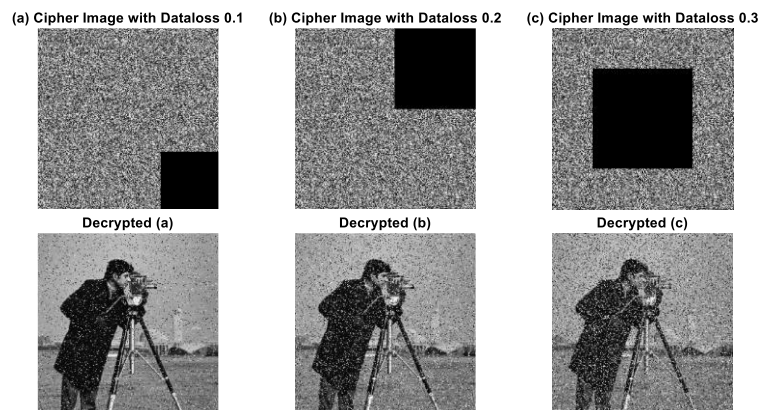 (a) Cipher Image with Dataloss 0.1
(b) Cipher Image with Dataloss 0.2
(c) Cipher Image with Dataloss 0.3
Decrypted (a)
Decrypted (b)
Decrypted (c)